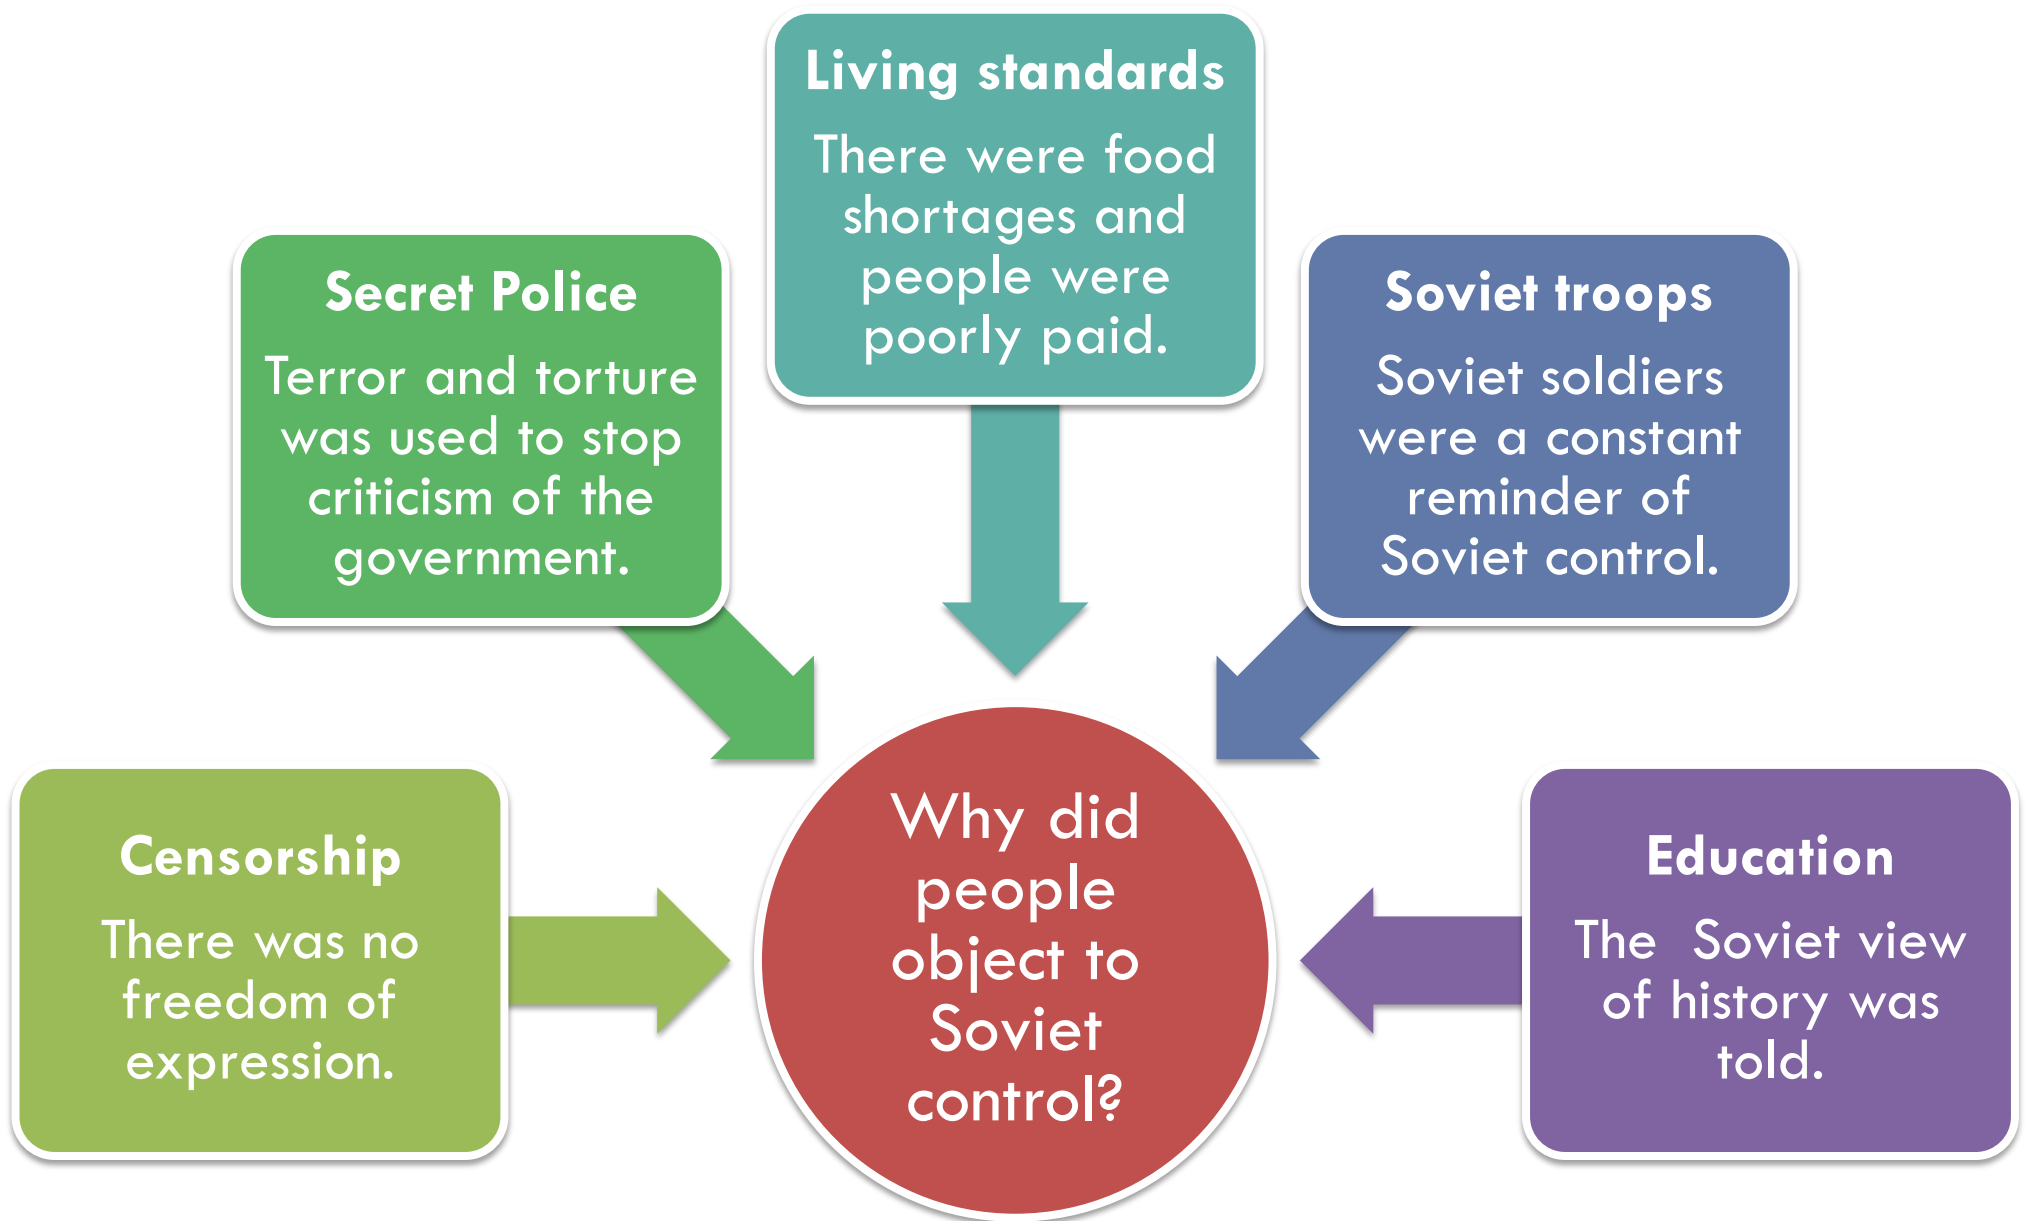 Living standards
There were food
shortages and
people were
poorly paid.
Secret Police
Terror and torture
was used to stop
criticism of the
government.
Soviet troops
Soviet soldiers
were a constant
reminder of
Soviet control.
Censorship
There was no
freedom of
expression.
Why did
people
object to
Soviet
control?
Education
The  Soviet view
of history was
told.